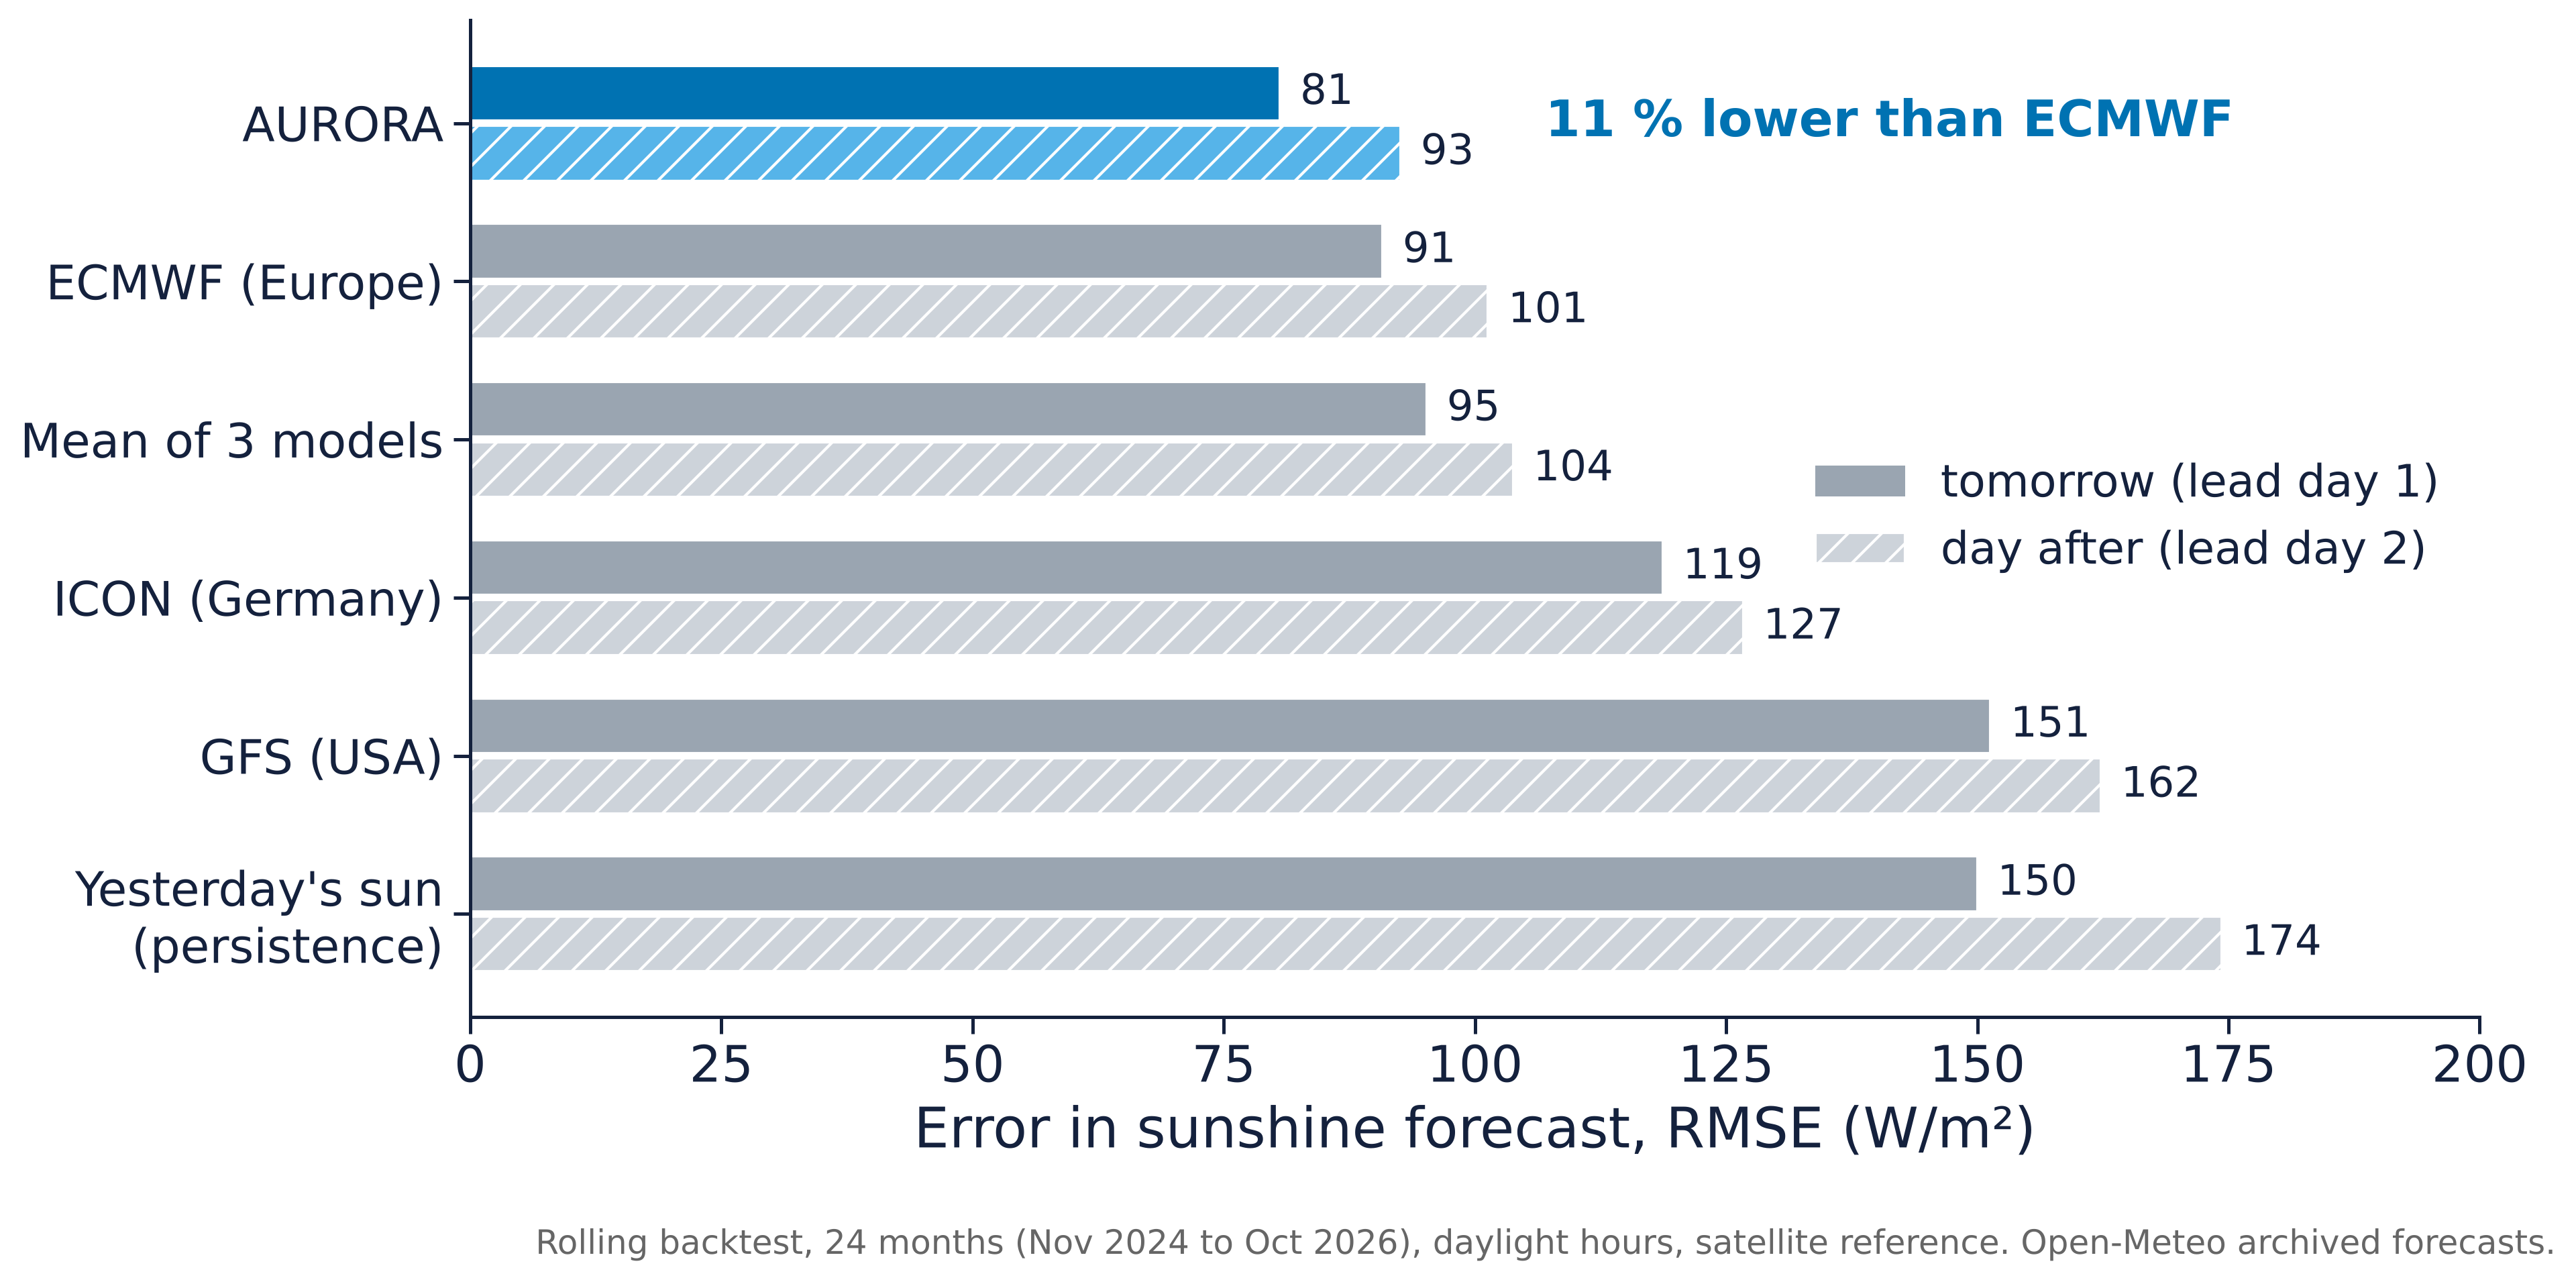 AURORA
81
93
11 % lower than ECMWF
ECMWF (Europe)
91
101
Mean of 3 models
95
104
tomorrow (lead day 1)
day after (lead day 2)
ICON (Germany)
119
127
GFS (USA)
151
162
Yesterday's sun
(persistence)
150
174
0 25 50 75 100 125 150 175 200
Error in sunshine forecast, RMSE (W/m²)
Rolling backtest, 24 months (Nov 2024 to Oct 2026), daylight hours, satellite reference. Open-Meteo archived forecasts.